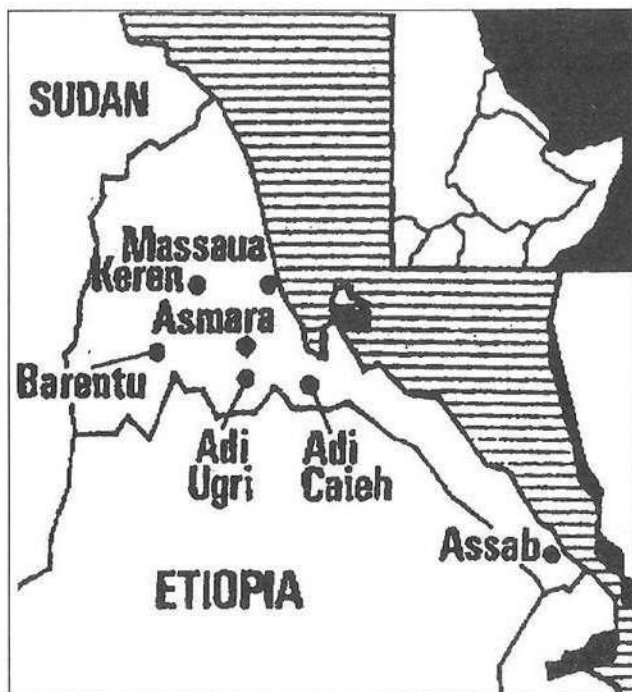 SUDAN
Massaua
Keren
Asmara
Barentu
Adi
Ugri
Adi
Caieh
Assab
ETIOPIA